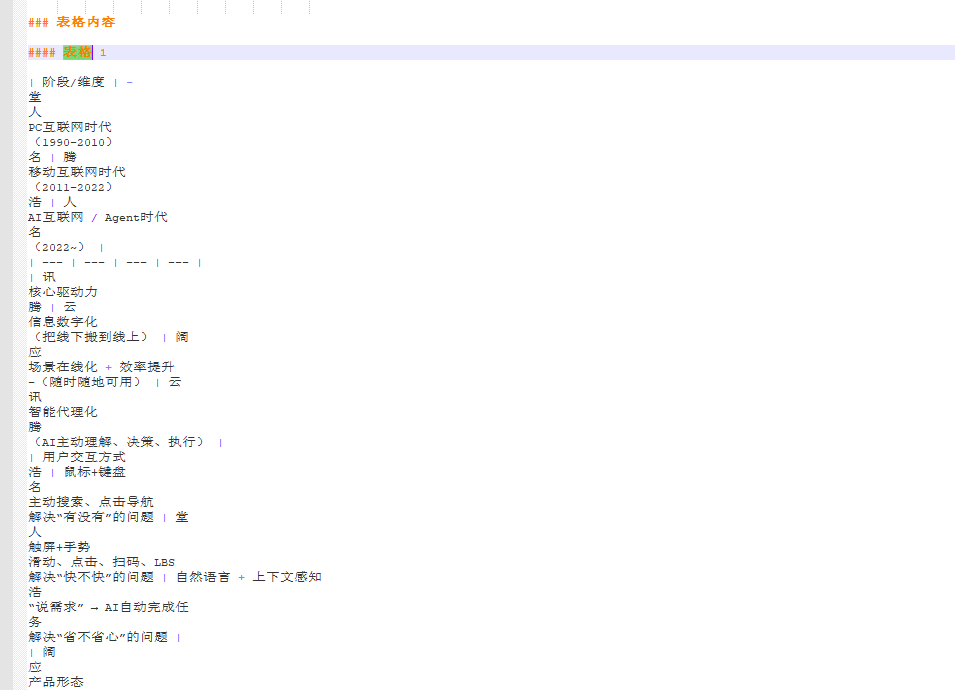 ### 表格内容
#### 表格 1
| 阶段/维度 | -
堂
人
PC互联网时代
（1990-2010）
名 | 腾
移动互联网时代
（2011-2022）
浩 | 人
AI互联网 / Agent时代
名
（2022~） |
| --- | --- | --- | --- |
| 讯
核心驱动力
腾 | 云
信息数字化
（把线下搬到线上） | 阔
应
场景在线化 + 效率提升
-（随时随地可用） | 云
讯
智能代理化
腾
（AI主动理解、决策、执行） |
| 用户交互方式
浩 | 鼠标+键盘
名
主动搜索、点击导航
解决“有没有”的问题 | 堂
人
触屏+手势
滑动、点击、扫码、LBS
解决“快不快”的问题 | 自然语言 + 上下文感知
浩
“说需求” → AI自动完成任
务
解决“省不省心”的问题 |
| 阔
应
产品形态